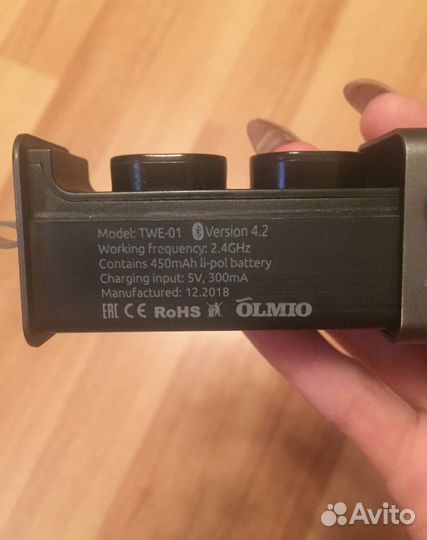 Model: TWE-01 Version 4.2
Working frequency: 2.4GHz
Contains 450mAh li-pol battery
Charging input: 5V, 300mA
Manufactured: 12.2018
EAC CE RoHS ŌLMIO
Avito